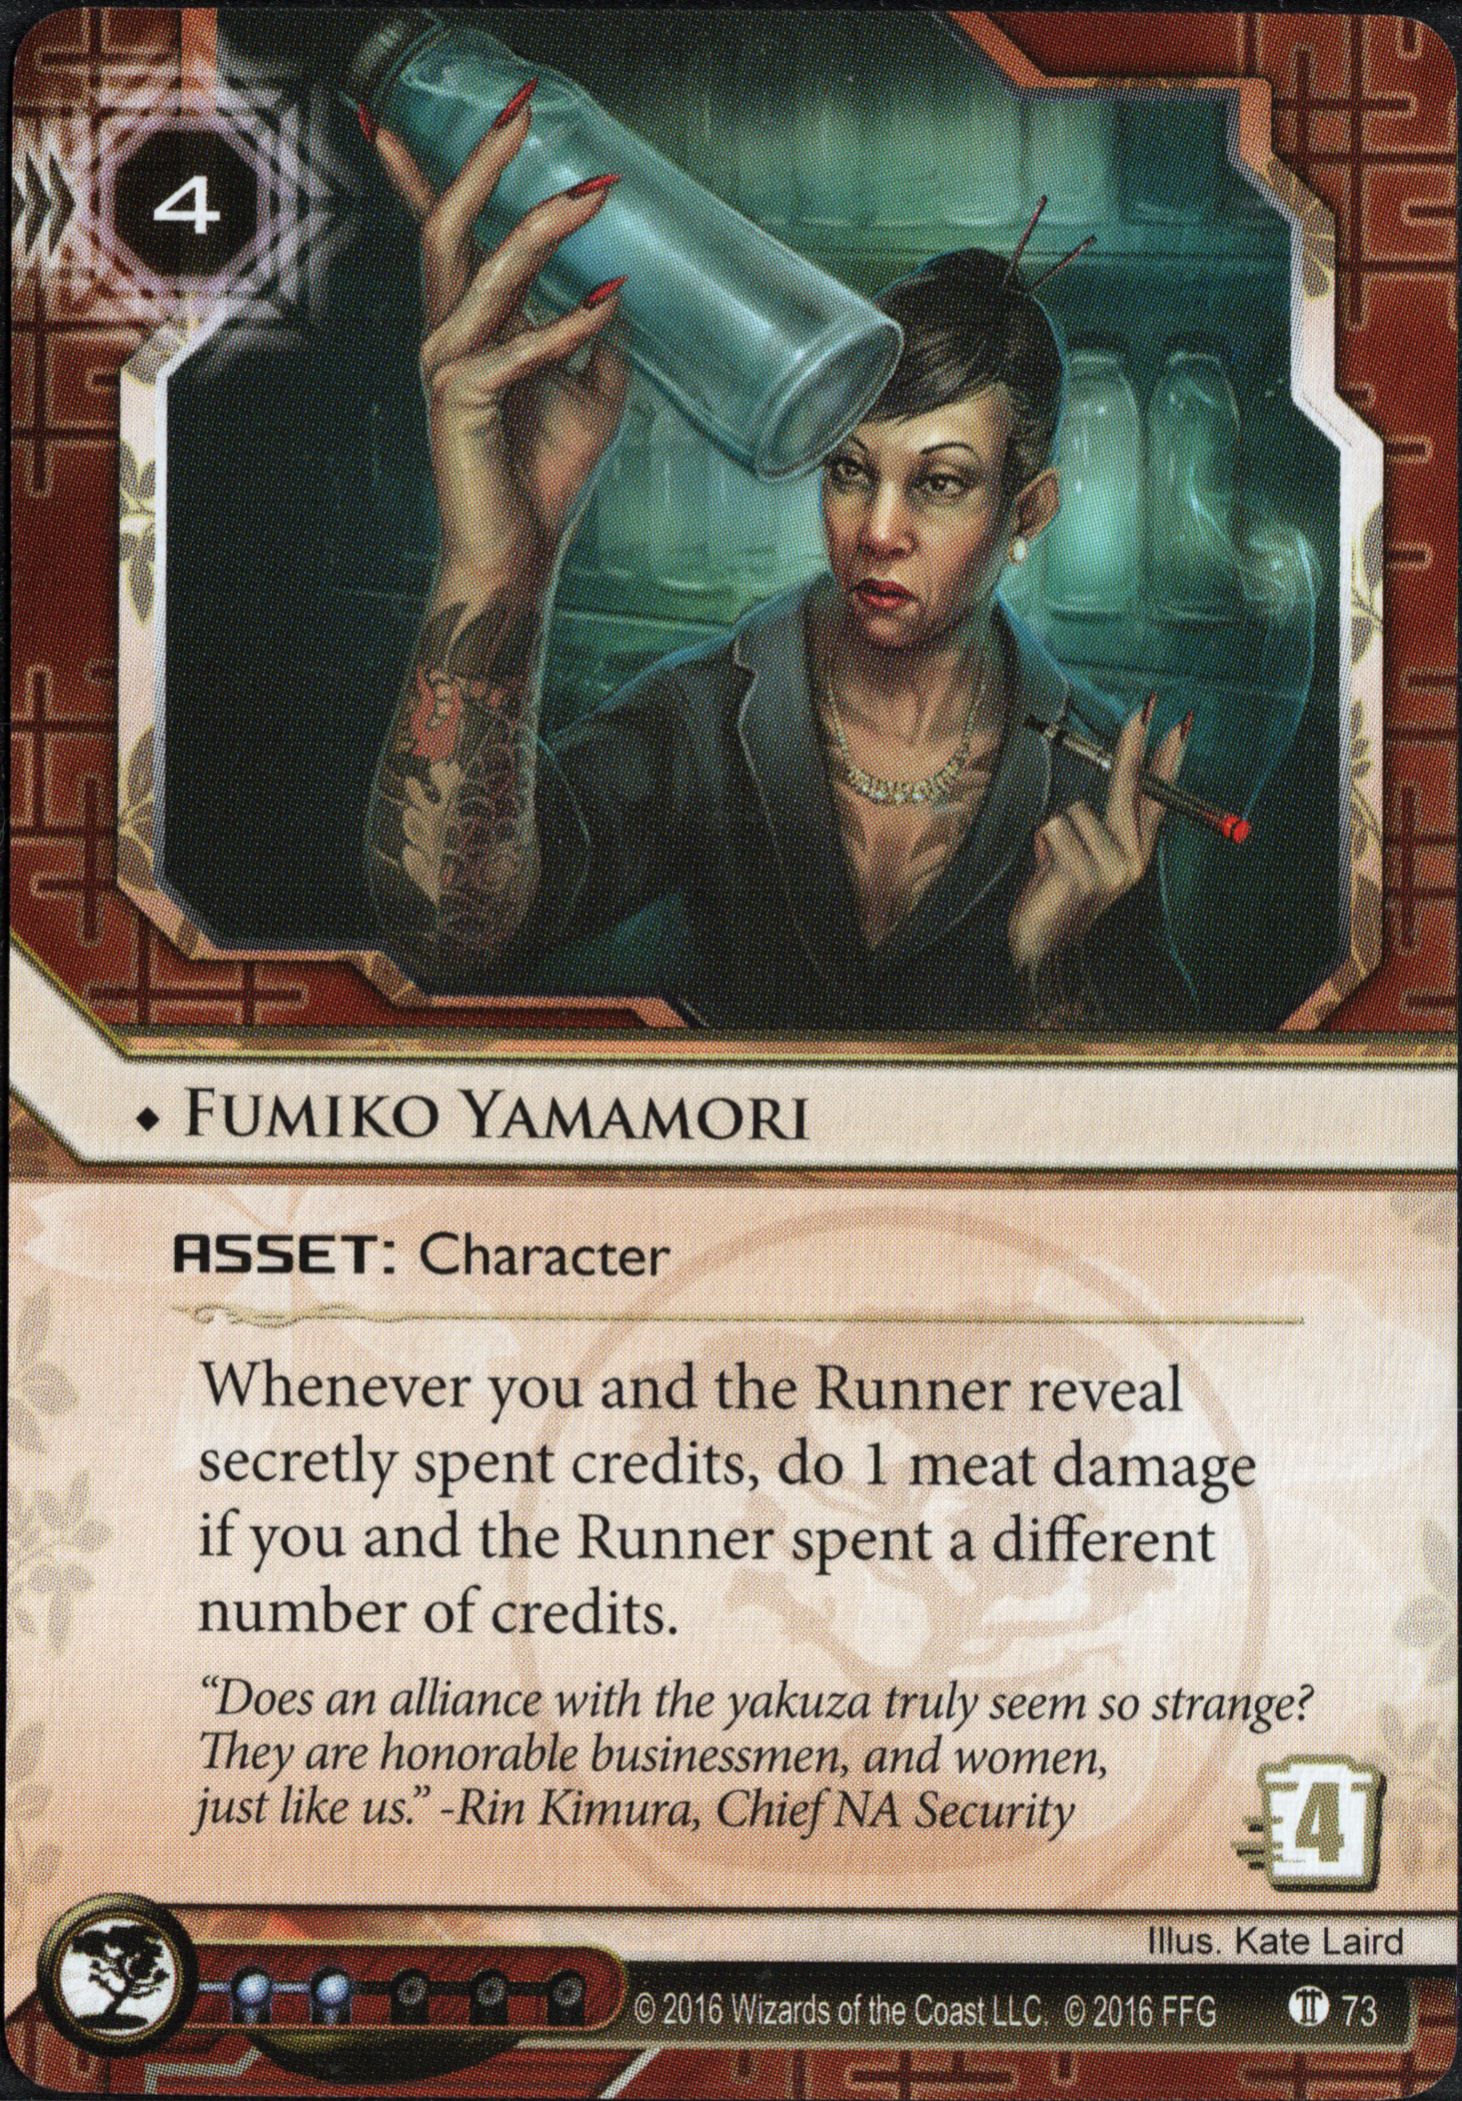 4
◆ FUMIKO YAMAMORI
ASSET: Character
Whenever you and the Runner reveal
secretly spent credits, do 1 meat damage
if you and the Runner spent a different
number of credits.
“Does an alliance with the yakuza truly seem so strange?
They are honorable businessmen, and women,
just like us.” -Rin Kimura, Chief NA Security
4
Illus. Kate Laird
© 2016 Wizards of the Coast LLC. © 2016 FFG 73